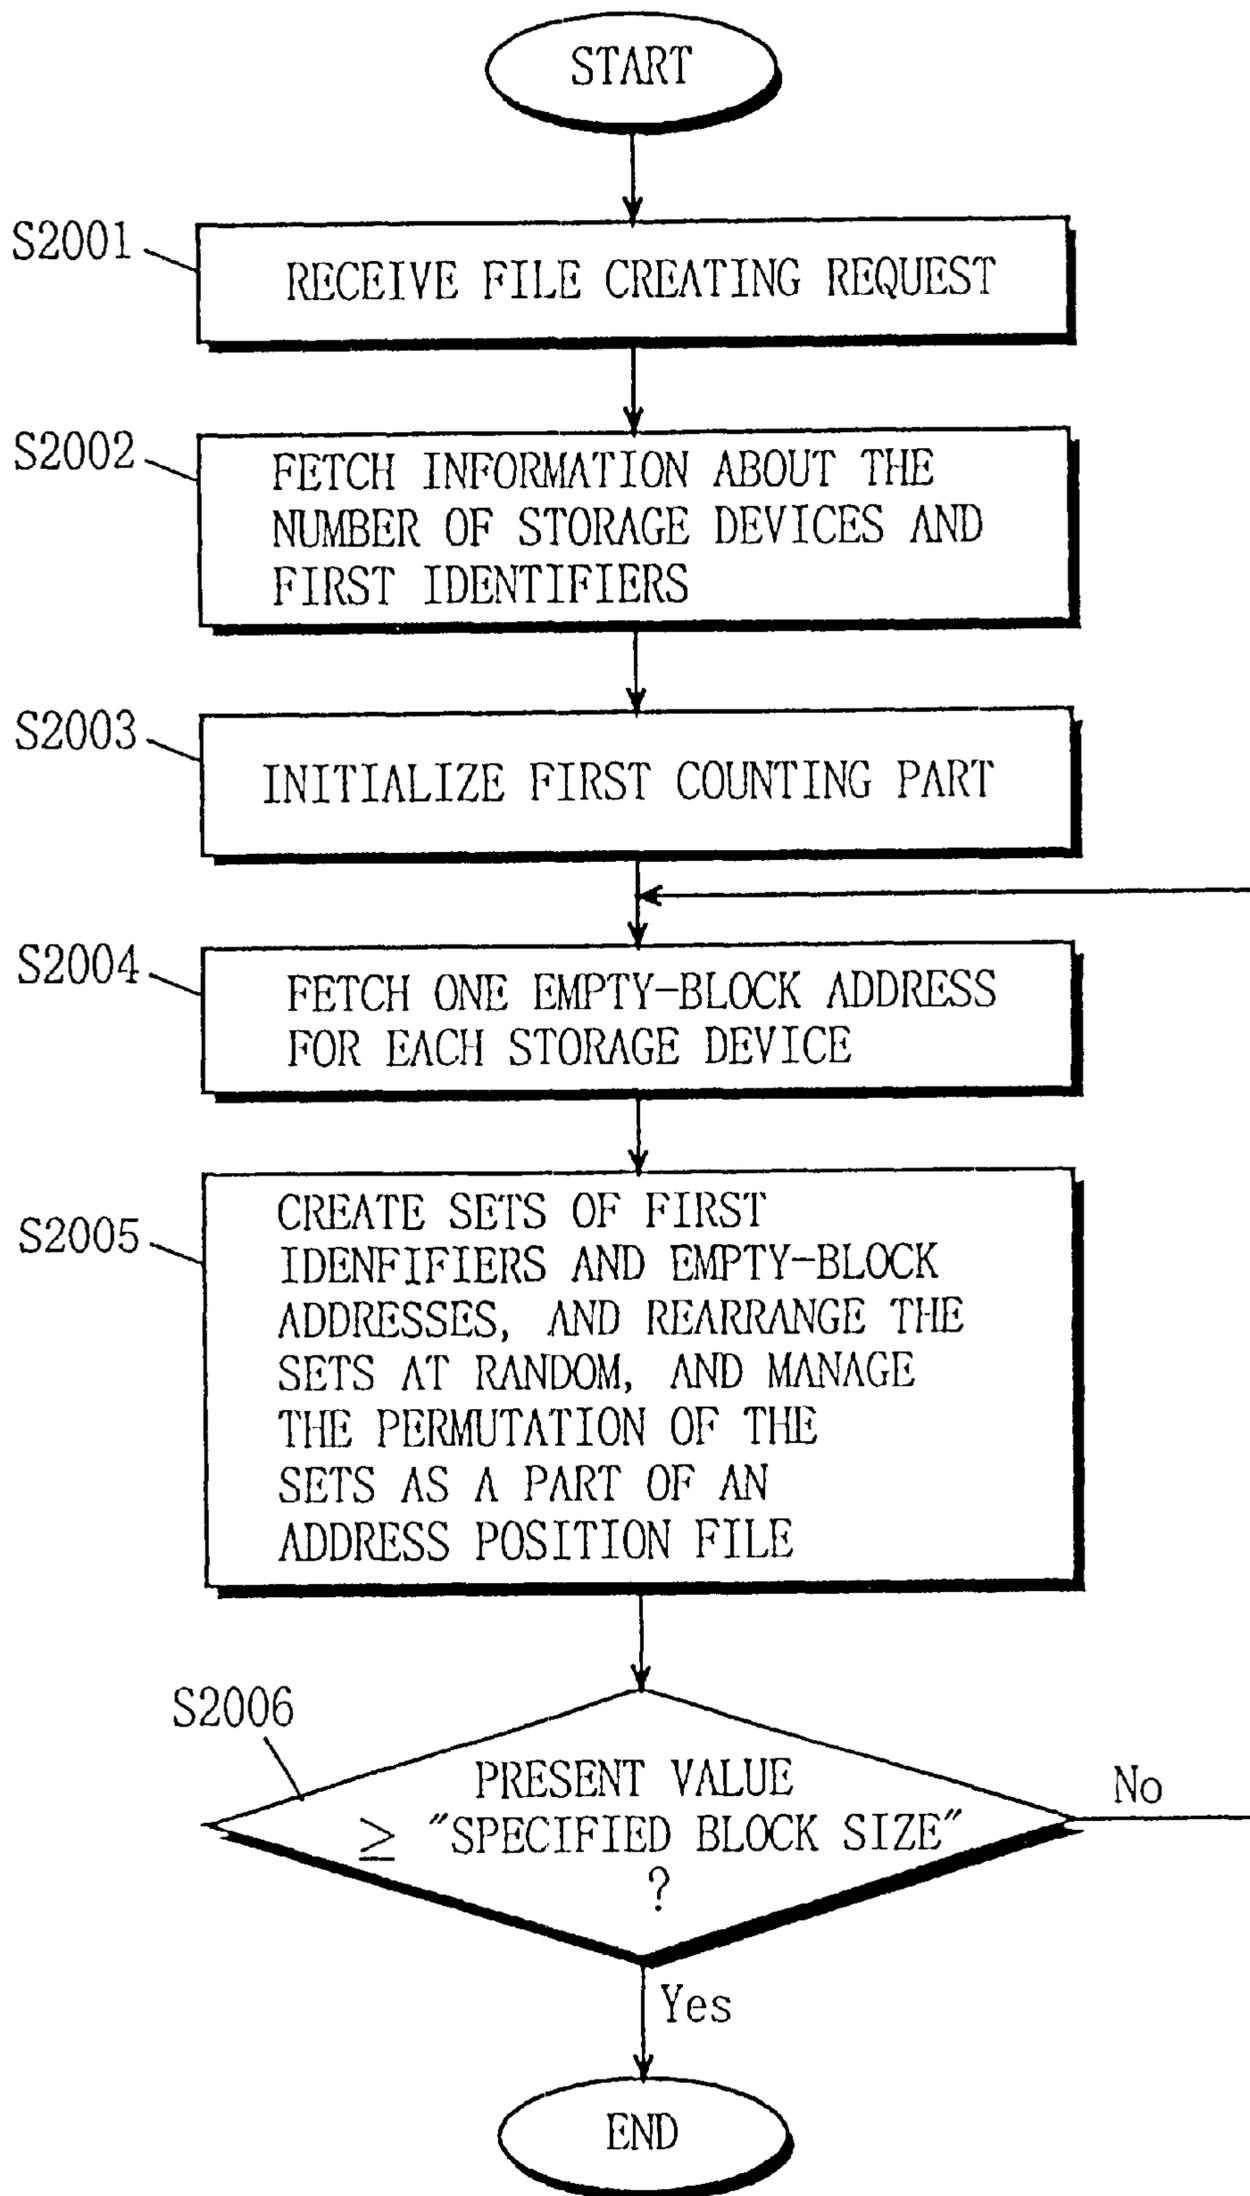 START
S2001
RECEIVE FILE CREATING REQUEST
S2002
FETCH INFORMATION ABOUT THE
NUMBER OF STORAGE DEVICES AND
FIRST IDENTIFIERS
S2003
INITIALIZE FIRST COUNTING PART
S2004
FETCH ONE EMPTY-BLOCK ADDRESS
FOR EACH STORAGE DEVICE
S2005
CREATE SETS OF FIRST
IDENFIFIERS AND EMPTY-BLOCK
ADDRESSES, AND REARRANGE THE
SETS AT RANDOM, AND MANAGE
THE PERMUTATION OF THE
SETS AS A PART OF AN
ADDRESS POSITION FILE
S2006
PRESENT VALUE
≥ "SPECIFIED BLOCK SIZE"
?
No
Yes
END